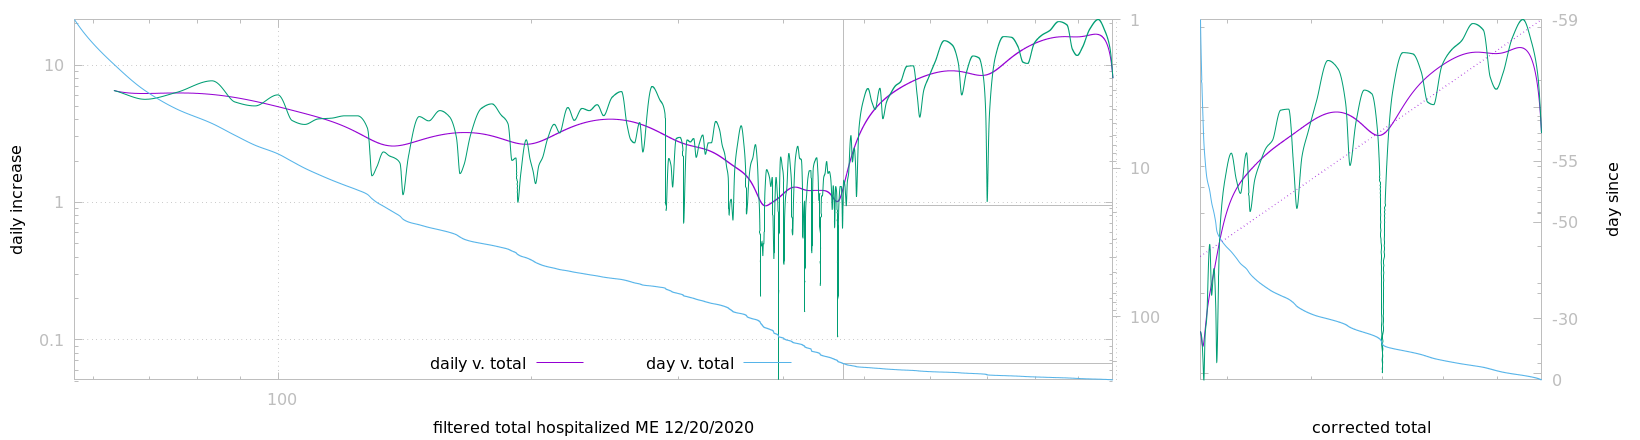 daily increase
10
1
0.1
100
1
10
100
daily v. total
day v. total
filtered total hospitalized ME 12/20/2020
-59
-55
-50
-30
0
day since
corrected total